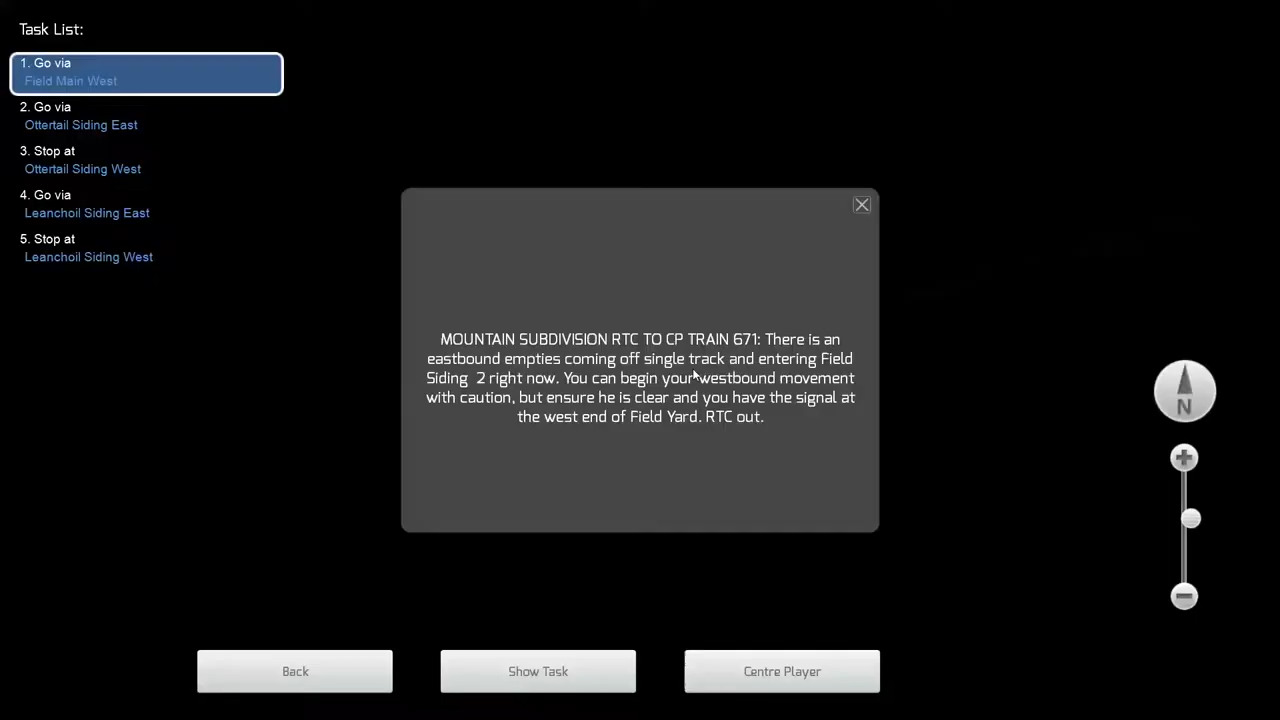 Task List:
1. Go via
Field Main West
2. Go via
Ottertail Siding East
3. Stop at
Ottertail Siding West
4. Go via
Leanchoil Siding East
5. Stop at
Leanchoil Siding West
MOUNTAIN SUBDIVISION RTC TO CP TRAIN 671: There is an
eastbound empties coming off single track and entering Field
Siding  2 right now. You can begin your westbound movement
with caution, but ensure he is clear and you have the signal at
the west end of Field Yard. RTC out.
N
Back
Show Task
Centre Player